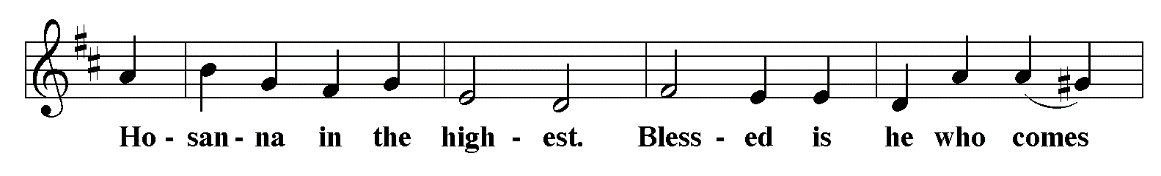 Ho - san - na in the high - est. Bless - ed is he who comes